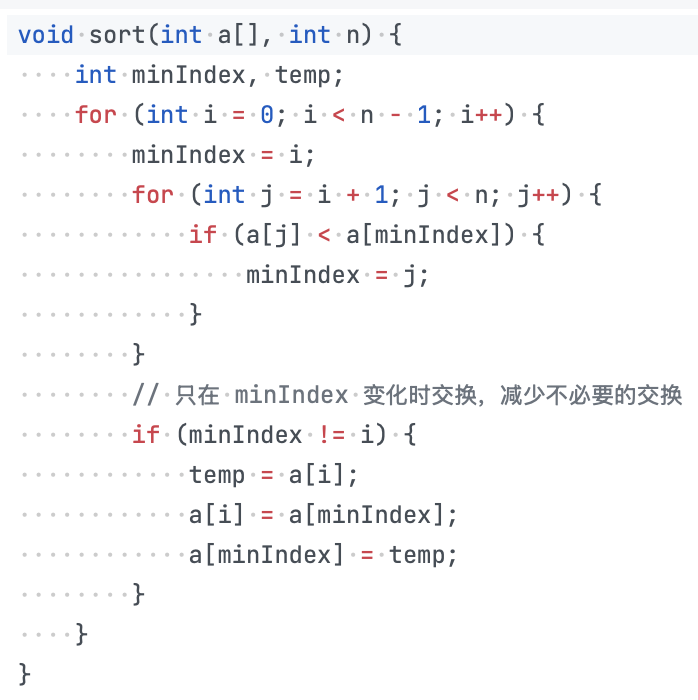 void sort(int a[], int n) {
    int minIndex, temp;
    for (int i = 0; i < n - 1; i++) {
        minIndex = i;
        for (int j = i + 1; j < n; j++) {
            if (a[j] < a[minIndex]) {
                minIndex = j;
            }
        }
        // 只在 minIndex 变化时交换，减少不必要的交换
        if (minIndex != i) {
            temp = a[i];
            a[i] = a[minIndex];
            a[minIndex] = temp;
        }
    }
}